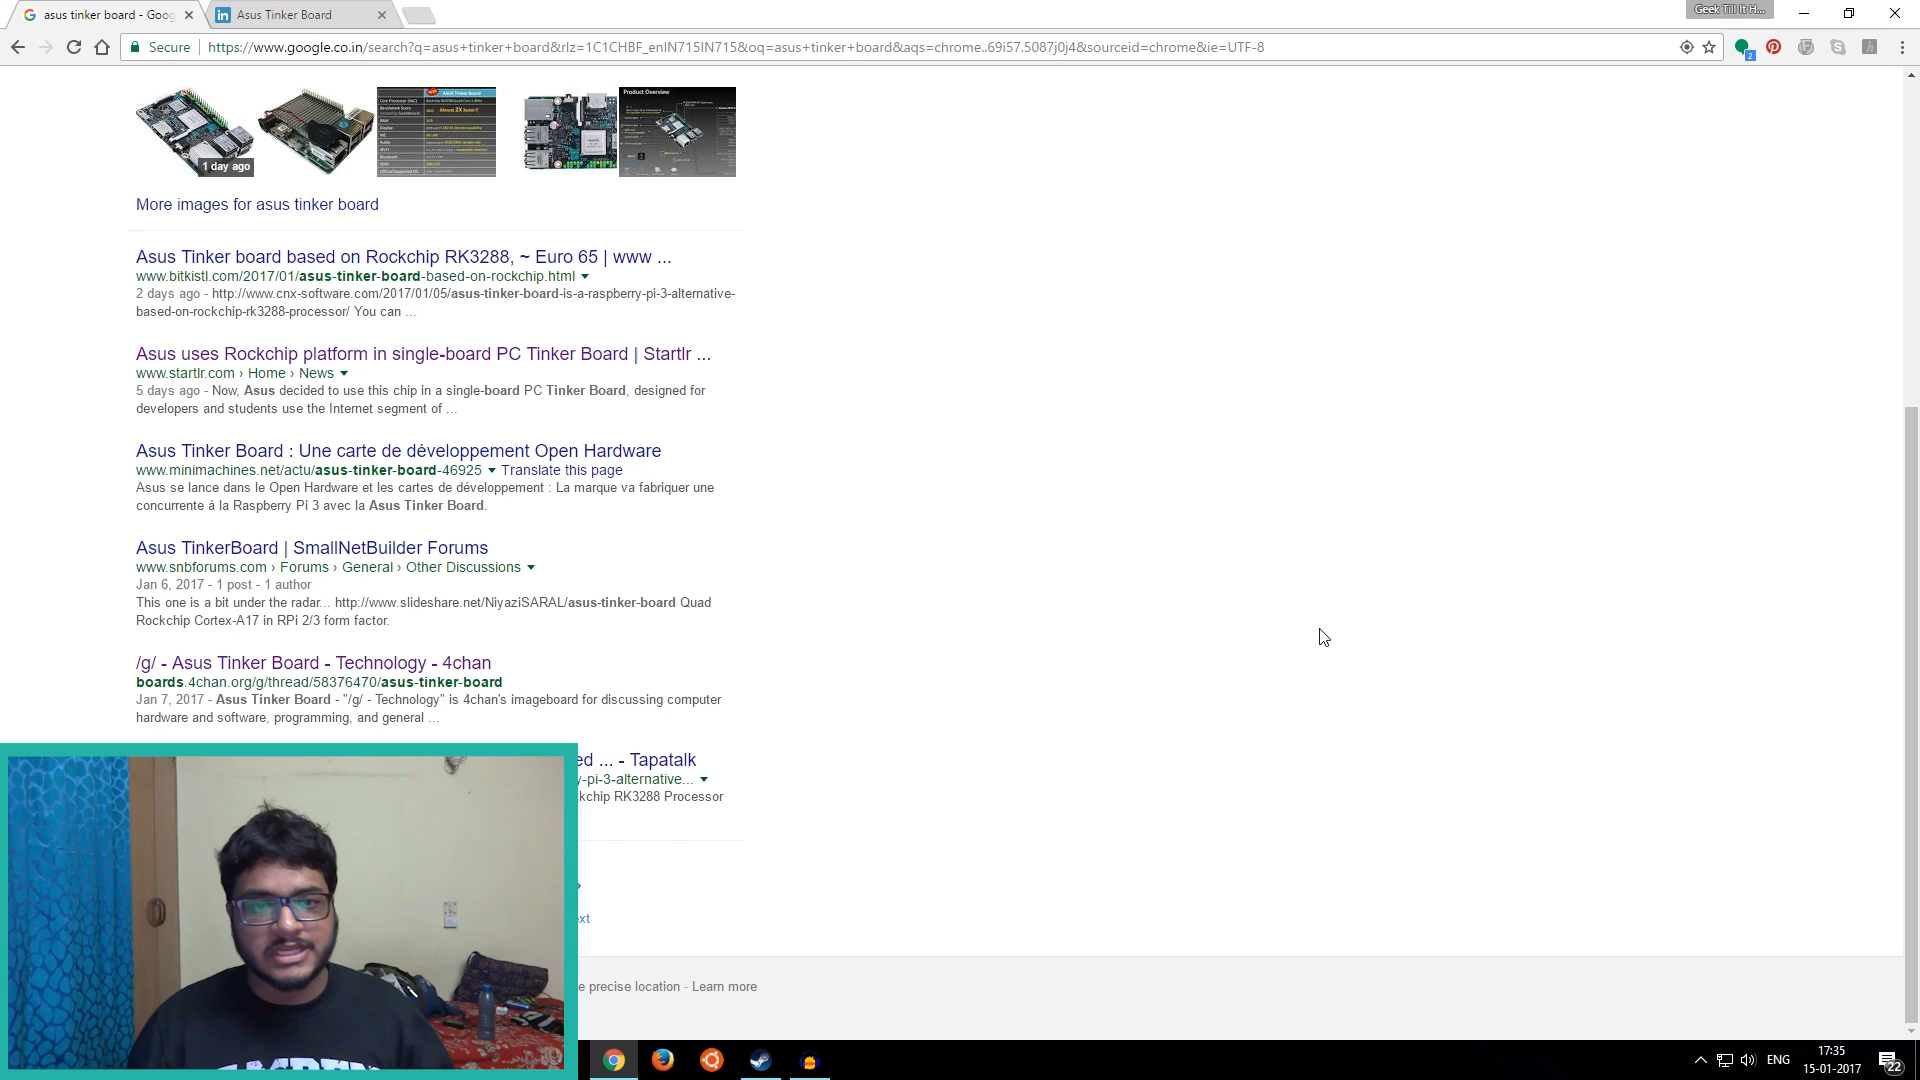 asus tinker board - Goog
Asus Tinker Board
Geek Till It H...
Secure
https://www.google.co.in/search?q=asus+tinker+board&rlz=1C1CHBF_enIN715IN715&oq=asus+tinker+board&aqs=chrome..69i57.5087j0j4&sourceid=chrome&ie=UTF-8
2
1 day ago
ASUS Tinker Board
Product Overview
More images for asus tinker board
Asus Tinker board based on Rockchip RK3288, ~ Euro 65 | www ...
www.bitkistl.com/2017/01/asus-tinker-board-based-on-rockchip.html
2 days ago - http://www.cnx-software.com/2017/01/05/asus-tinker-board-is-a-raspberry-pi-3-alternative-
based-on-rockchip-rk3288-processor/ You can ...
Asus uses Rockchip platform in single-board PC Tinker Board | Startlr ...
www.startlr.com › Home › News
5 days ago - Now, Asus decided to use this chip in a single-board PC Tinker Board, designed for
developers and students use the Internet segment of ...
Asus Tinker Board : Une carte de développement Open Hardware
www.minimachines.net/actu/asus-tinker-board-46925 Translate this page
Asus se lance dans le Open Hardware et les cartes de développement : La marque va fabriquer une
concurrente à la Raspberry Pi 3 avec la Asus Tinker Board.
Asus TinkerBoard | SmallNetBuilder Forums
www.snbforums.com › Forums › General › Other Discussions
Jan 6, 2017 - 1 post - 1 author
This one is a bit under the radar... http://www.slideshare.net/NiyaziSARAL/asus-tinker-board Quad
Rockchip Cortex-A17 in RPi 2/3 form factor.
/g/ - Asus Tinker Board - Technology - 4chan
boards.4chan.org/g/thread/58376470/asus-tinker-board
Jan 7, 2017 - Asus Tinker Board - "/g/ - Technology" is 4chan's imageboard for discussing computer
hardware and software, programming, and general ...
ed ... - Tapatalk
y-pi-3-alternative...
kchip RK3288 Processor
ext
e precise location - Learn more
ENG
17:35
15-01-2017
22